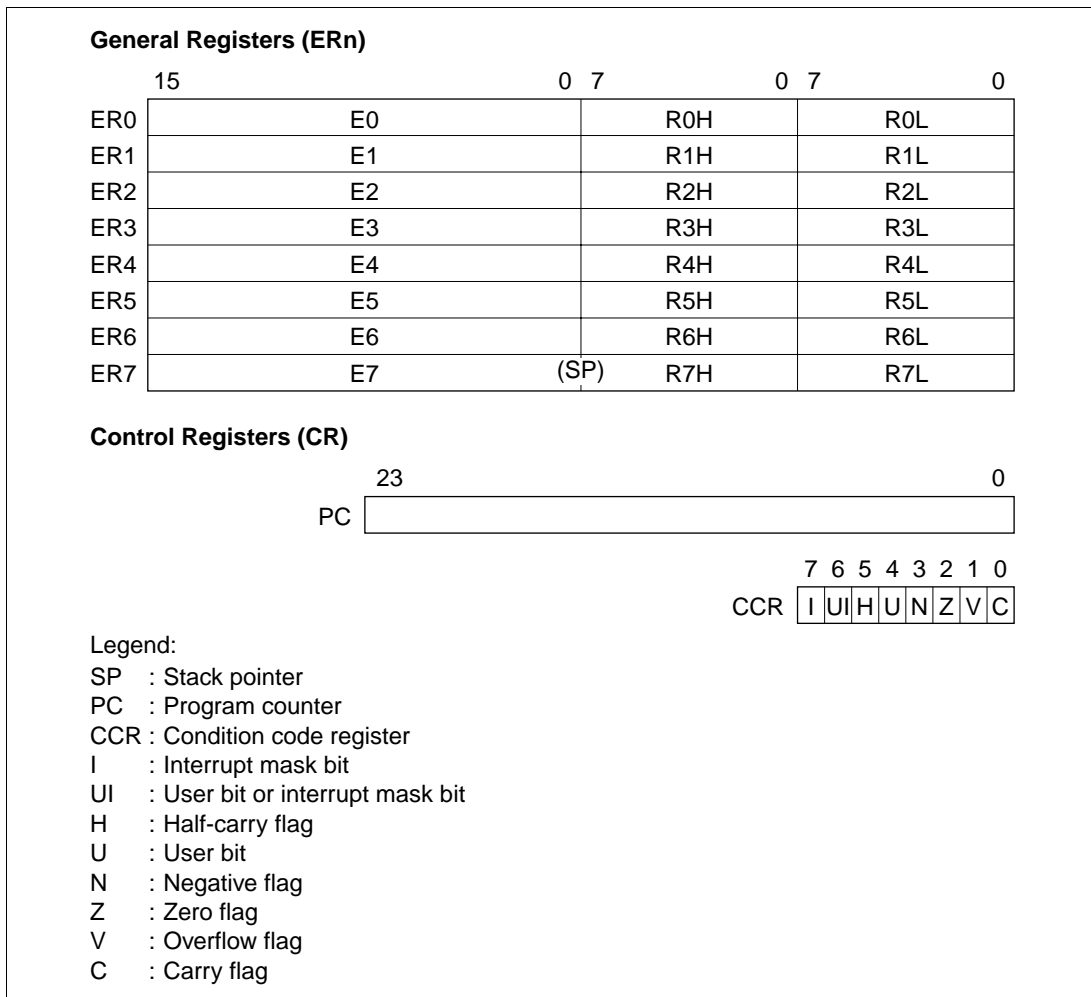 General Registers (ERn)
15 0 7 0 7 0
ER0 E0 R0H R0L
ER1 E1 R1H R1L
ER2 E2 R2H R2L
ER3 E3 R3H R3L
ER4 E4 R4H R4L
ER5 E5 R5H R5L
ER6 E6 R6H R6L
ER7 E7 (SP) R7H R7L
Control Registers (CR)
23 0
PC
7 6 5 4 3 2 1 0
CCR I UI H U N Z V C
Legend:
SP : Stack pointer
PC : Program counter
CCR : Condition code register
I : Interrupt mask bit
UI : User bit or interrupt mask bit
H : Half-carry flag
U : User bit
N : Negative flag
Z : Zero flag
V : Overflow flag
C : Carry flag